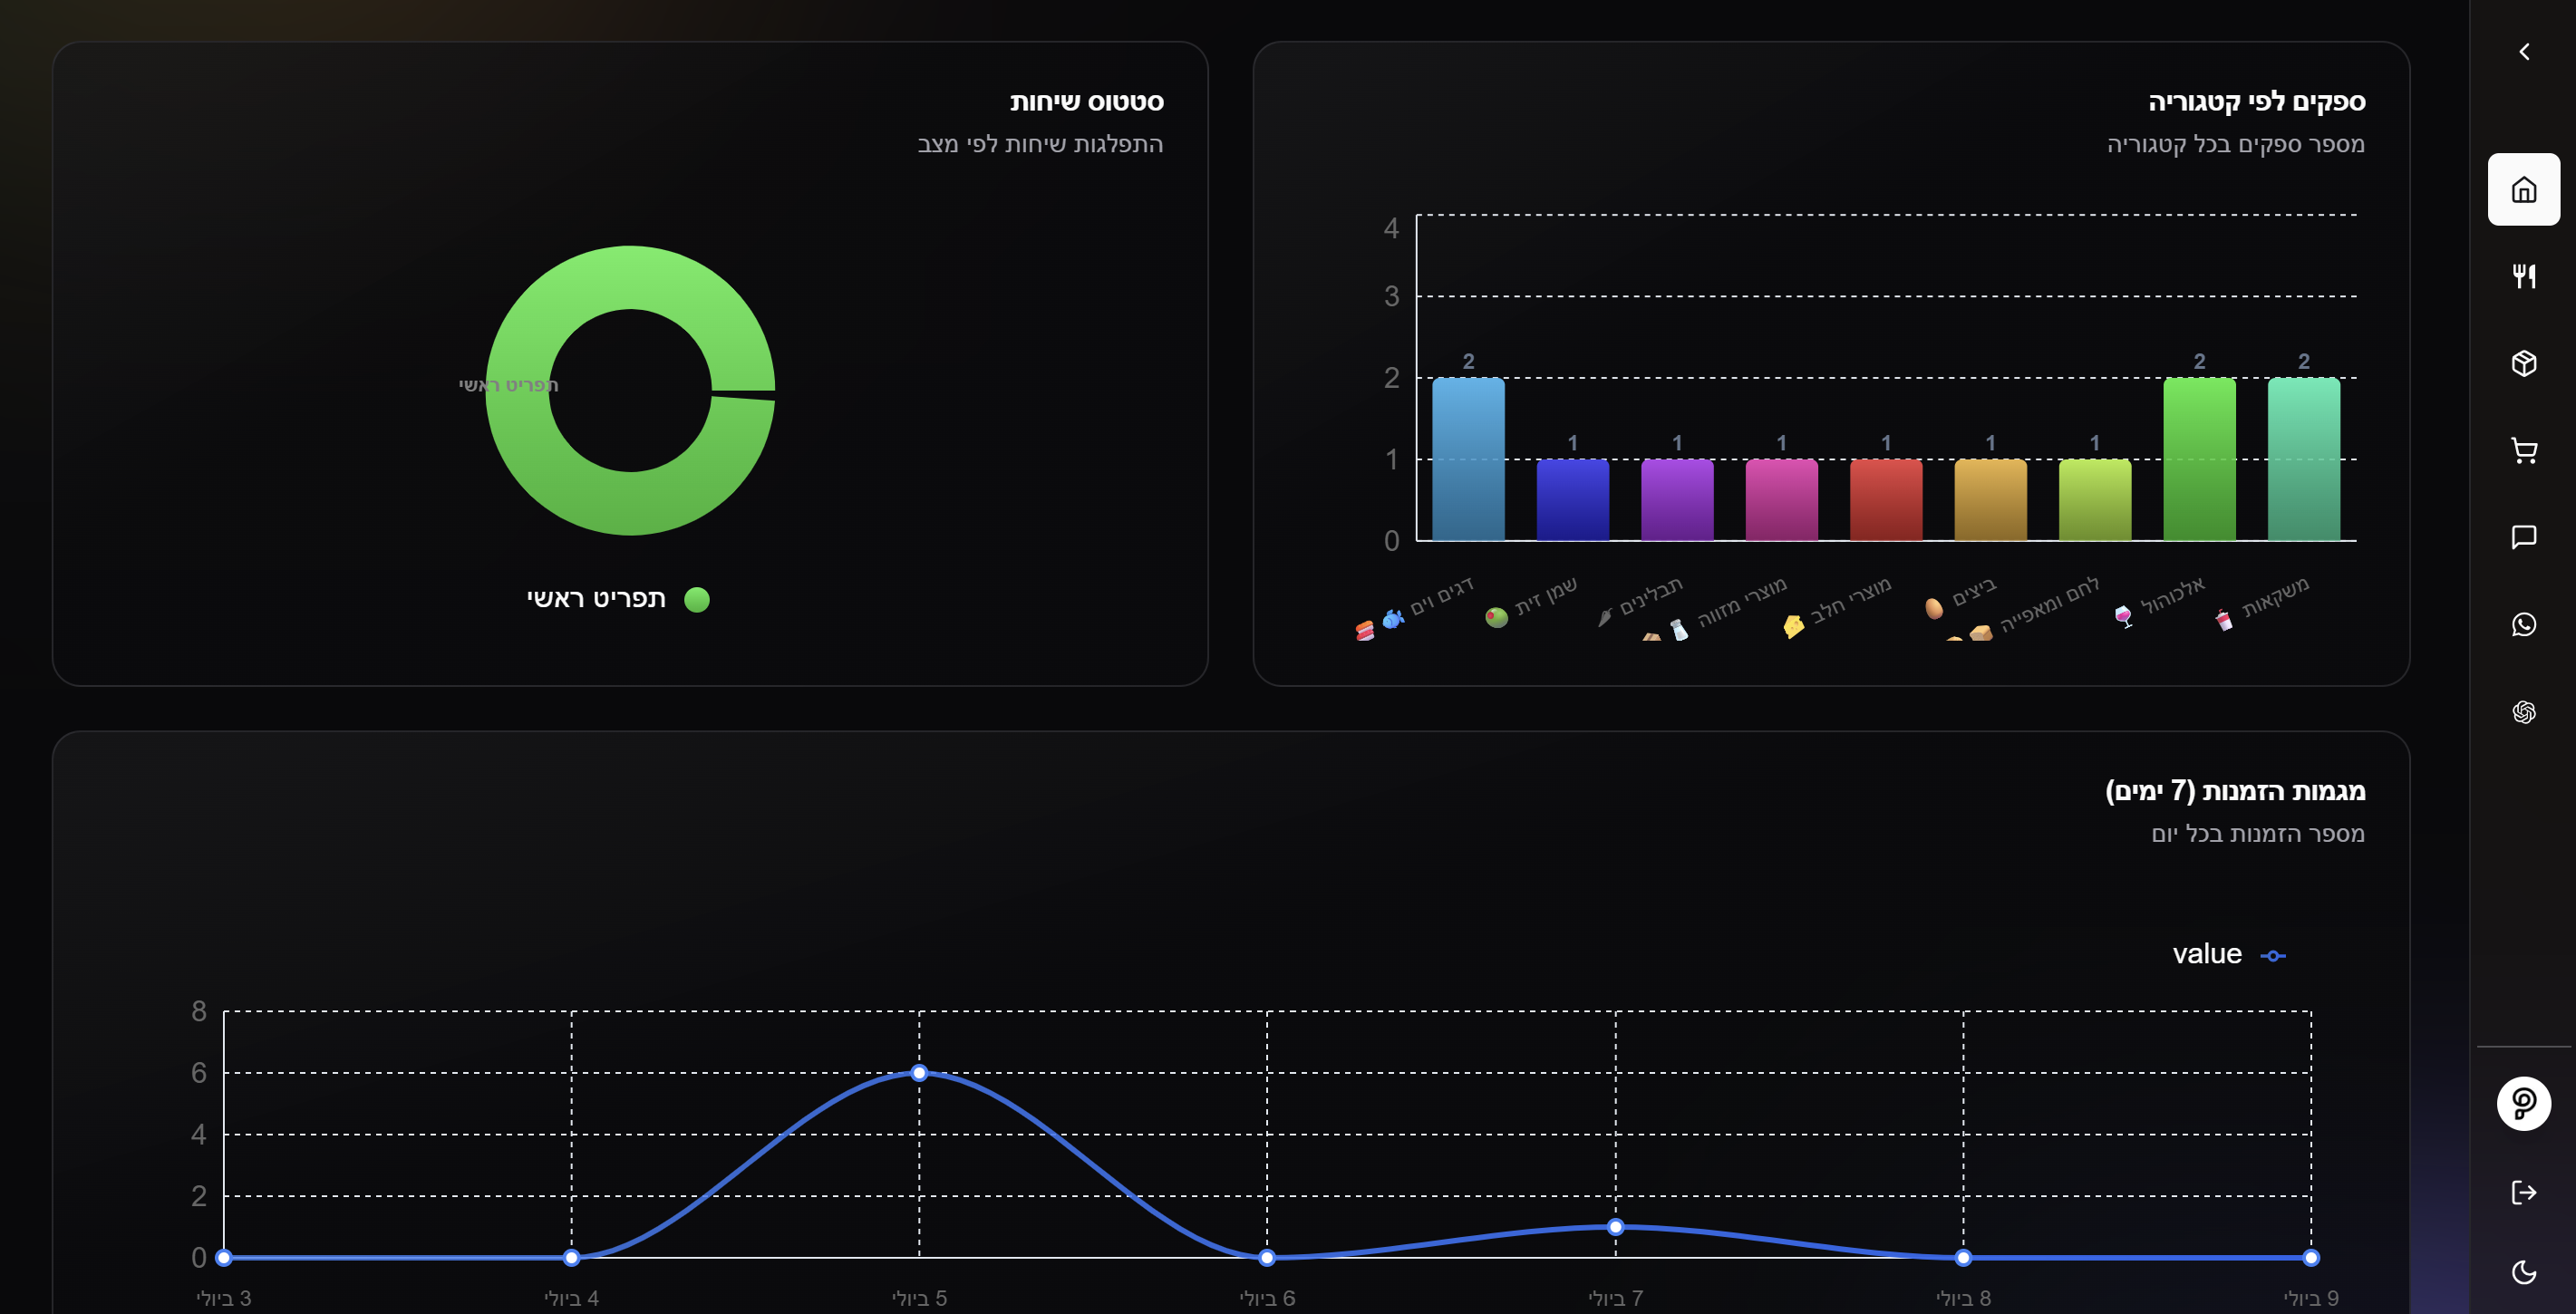 ספקים לפי קטגוריה
מספר ספקים בכל קטגוריה
4
3
2
1
0
2
1
1
1
1
1
1
2
2
דגים וים
שמן זית
תבלינים
מוצרי מזווה
מוצרי חלב
ביצים
לחם ומאפייה
אלכוהול
משקאות
סטטוס שיחות
התפלגות שיחות לפי מצב
תפריט ראשי
תפריט ראשי
מגמות הזמנות (7 ימים)
מספר הזמנות בכל יום
value
8
6
4
2
0
3 ביולי
4 ביולי
5 ביולי
6 ביולי
7 ביולי
8 ביולי
9 ביולי